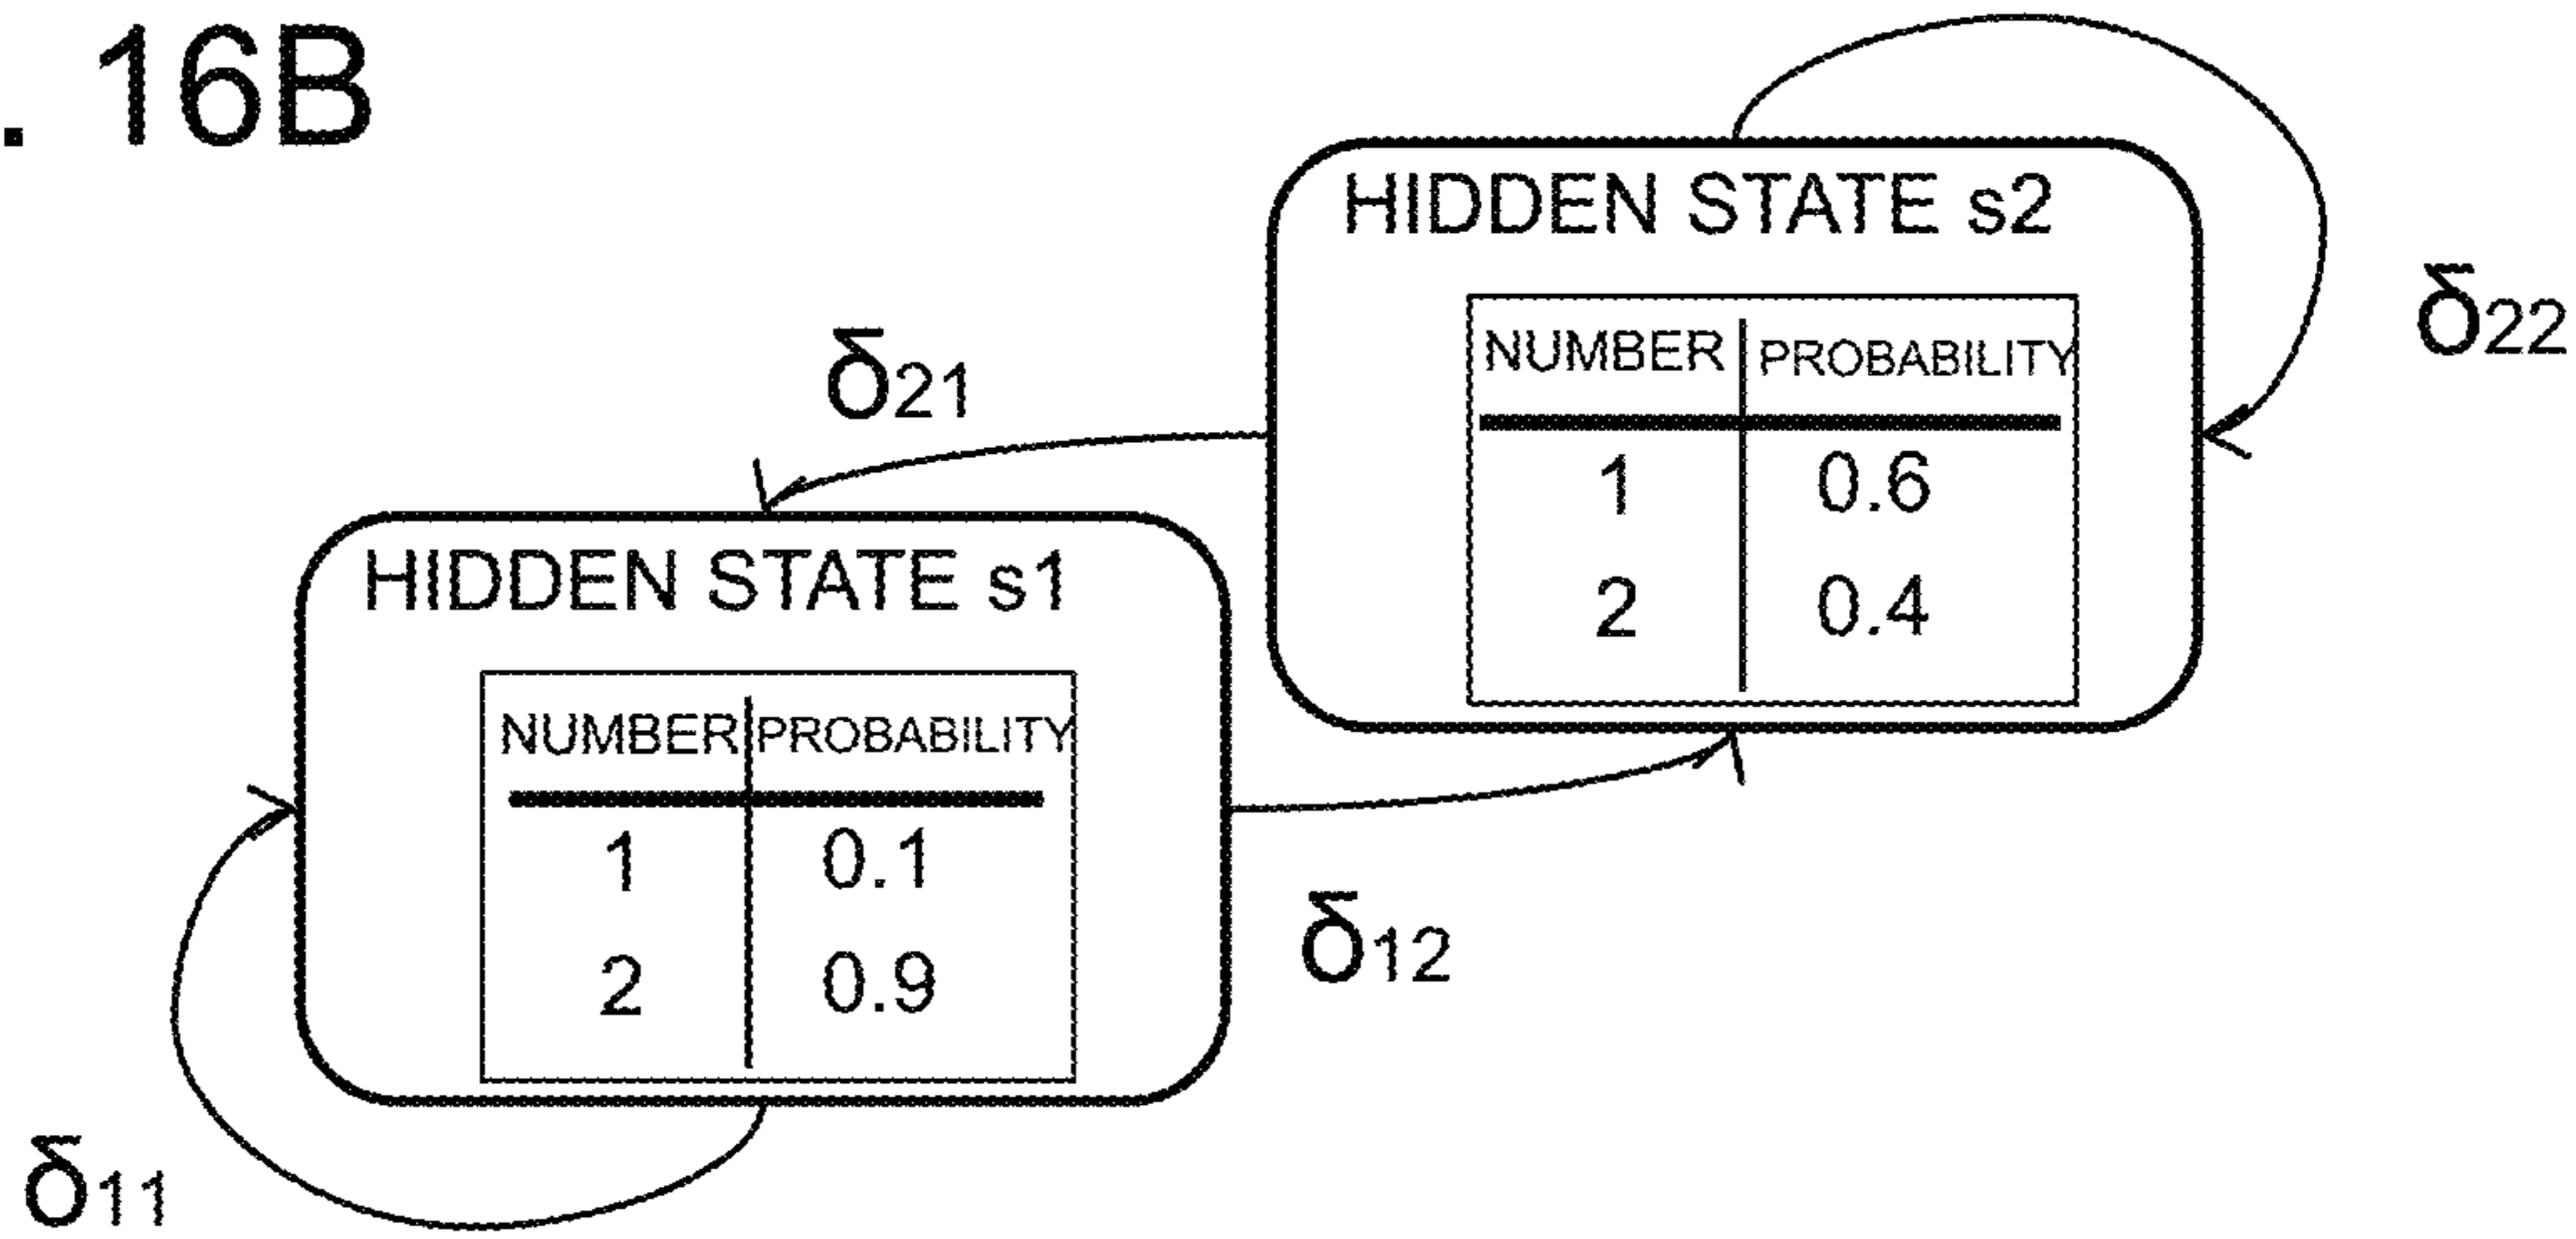 . 16B
HIDDEN STATE s2
NUMBER PROBABILITY
1 0.6
2 0.4
δ22
δ21
HIDDEN STATE s1
NUMBER PROBABILITY
1 0.1
2 0.9
δ12
δ11